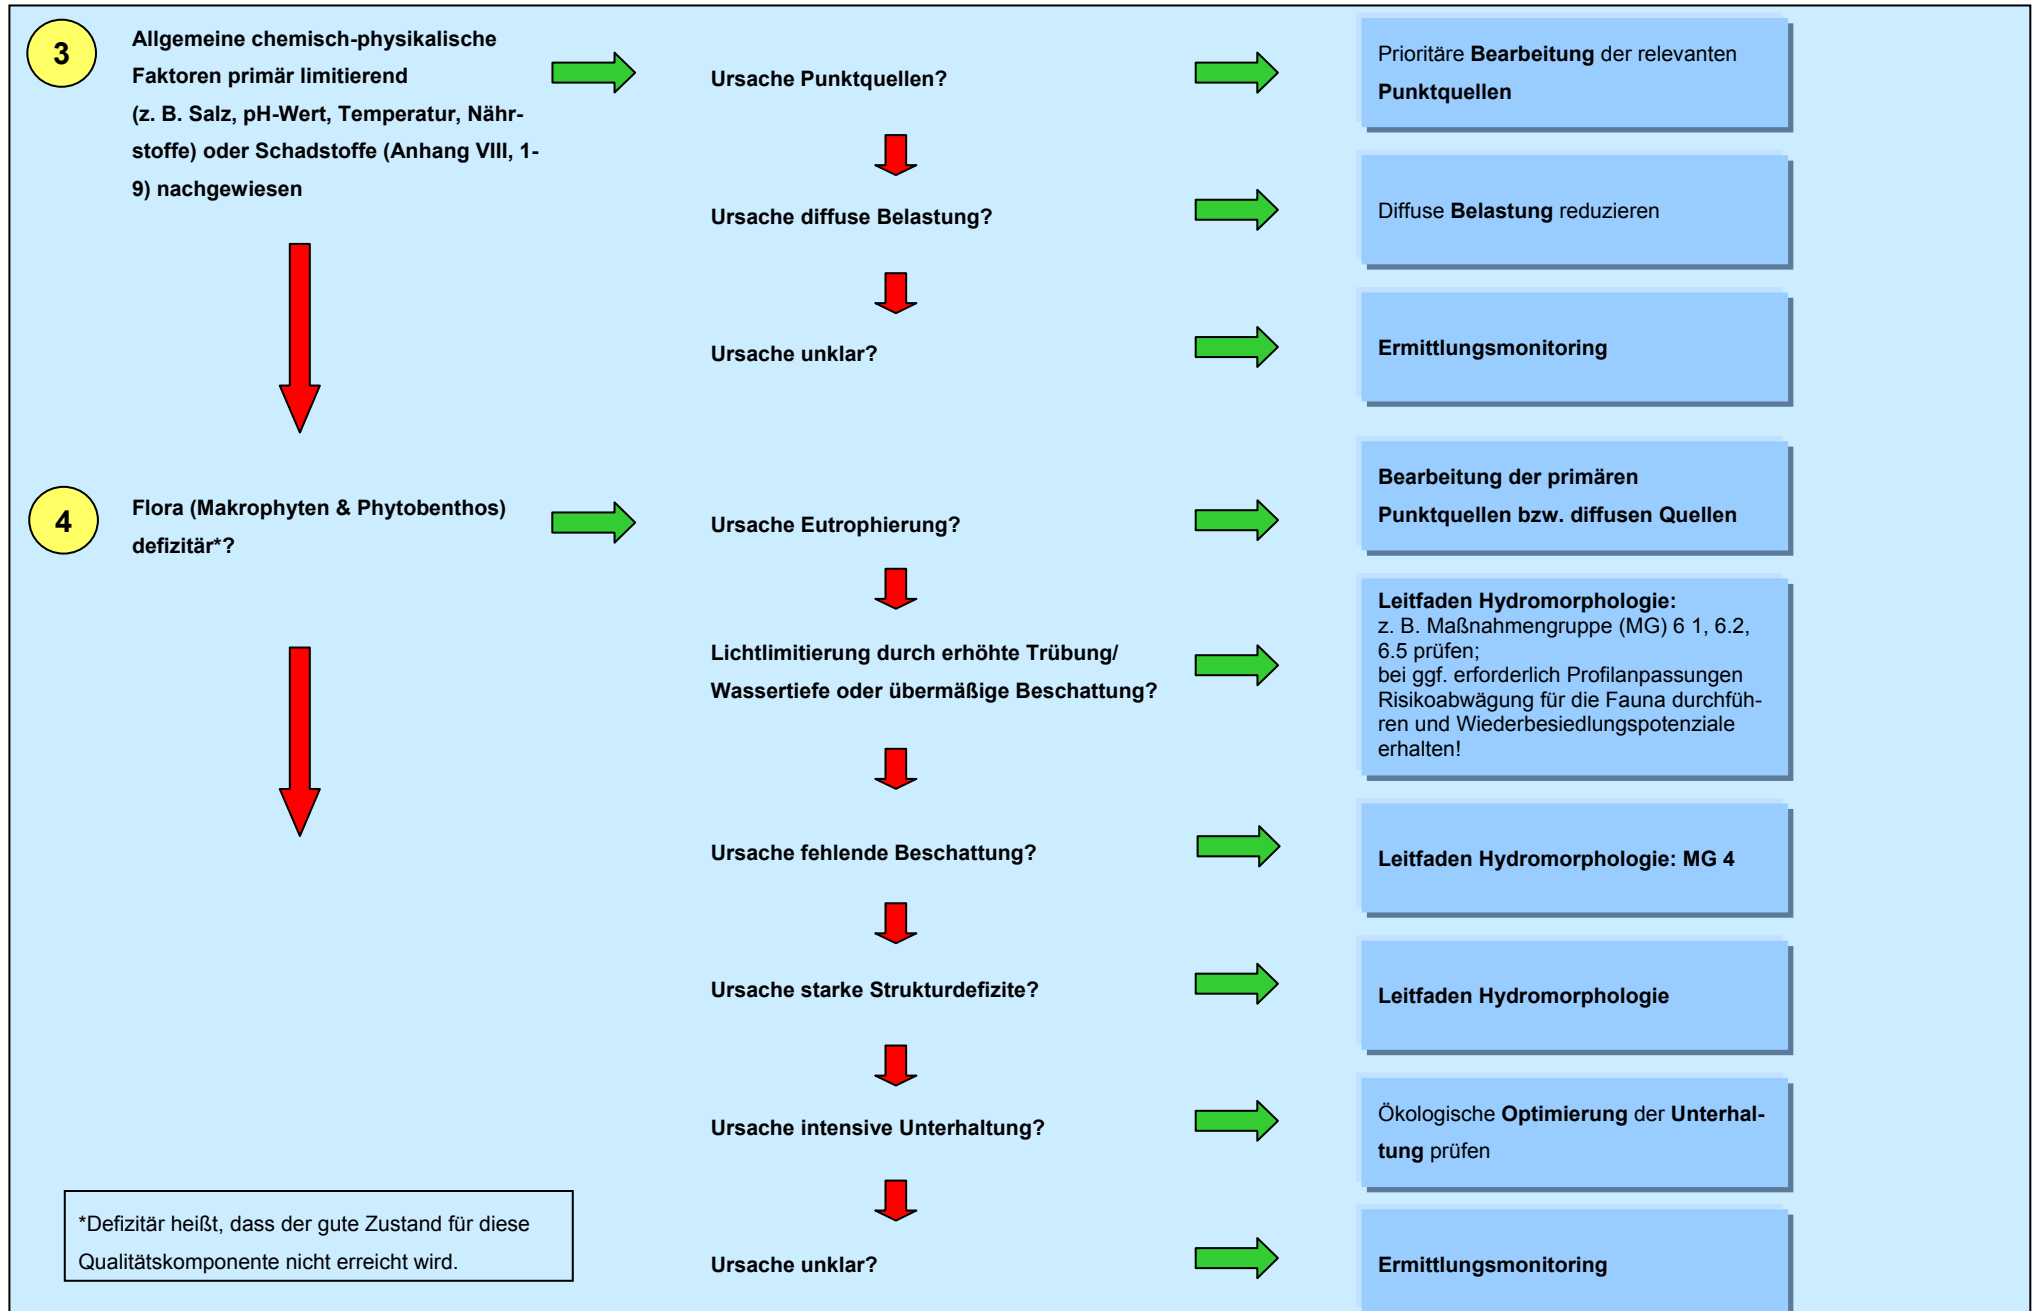 3
Allgemeine chemisch-physikalische
Faktoren primär limitierend
(z. B. Salz, pH-Wert, Temperatur, Nähr-
stoffe) oder Schadstoffe (Anhang VIII, 1-
9) nachgewiesen
Ursache Punktquellen?
Prioritäre Bearbeitung der relevanten
Punktquellen
Ursache diffuse Belastung?
Diffuse Belastung reduzieren
Ursache unklar?
Ermittlungsmonitoring
4
Flora (Makrophyten & Phytobenthos)
defizitär*?
Ursache Eutrophierung?
Bearbeitung der primären
Punktquellen bzw. diffusen Quellen
Lichtlimitierung durch erhöhte Trübung/
Wassertiefe oder übermäßige Beschattung?
Leitfaden Hydromorphologie:
z. B. Maßnahmengruppe (MG) 6 1, 6.2,
6.5 prüfen;
bei ggf. erforderlich Profilanpassungen
Risikoabwägung für die Fauna durchfüh-
ren und Wiederbesiedlungspotenziale
erhalten!
Ursache fehlende Beschattung?
Leitfaden Hydromorphologie: MG 4
Ursache starke Strukturdefizite?
Leitfaden Hydromorphologie
Ursache intensive Unterhaltung?
Ökologische Optimierung der Unterhal-
tung prüfen
Ursache unklar?
Ermittlungsmonitoring
*Defizitär heißt, dass der gute Zustand für diese
Qualitätskomponente nicht erreicht wird.